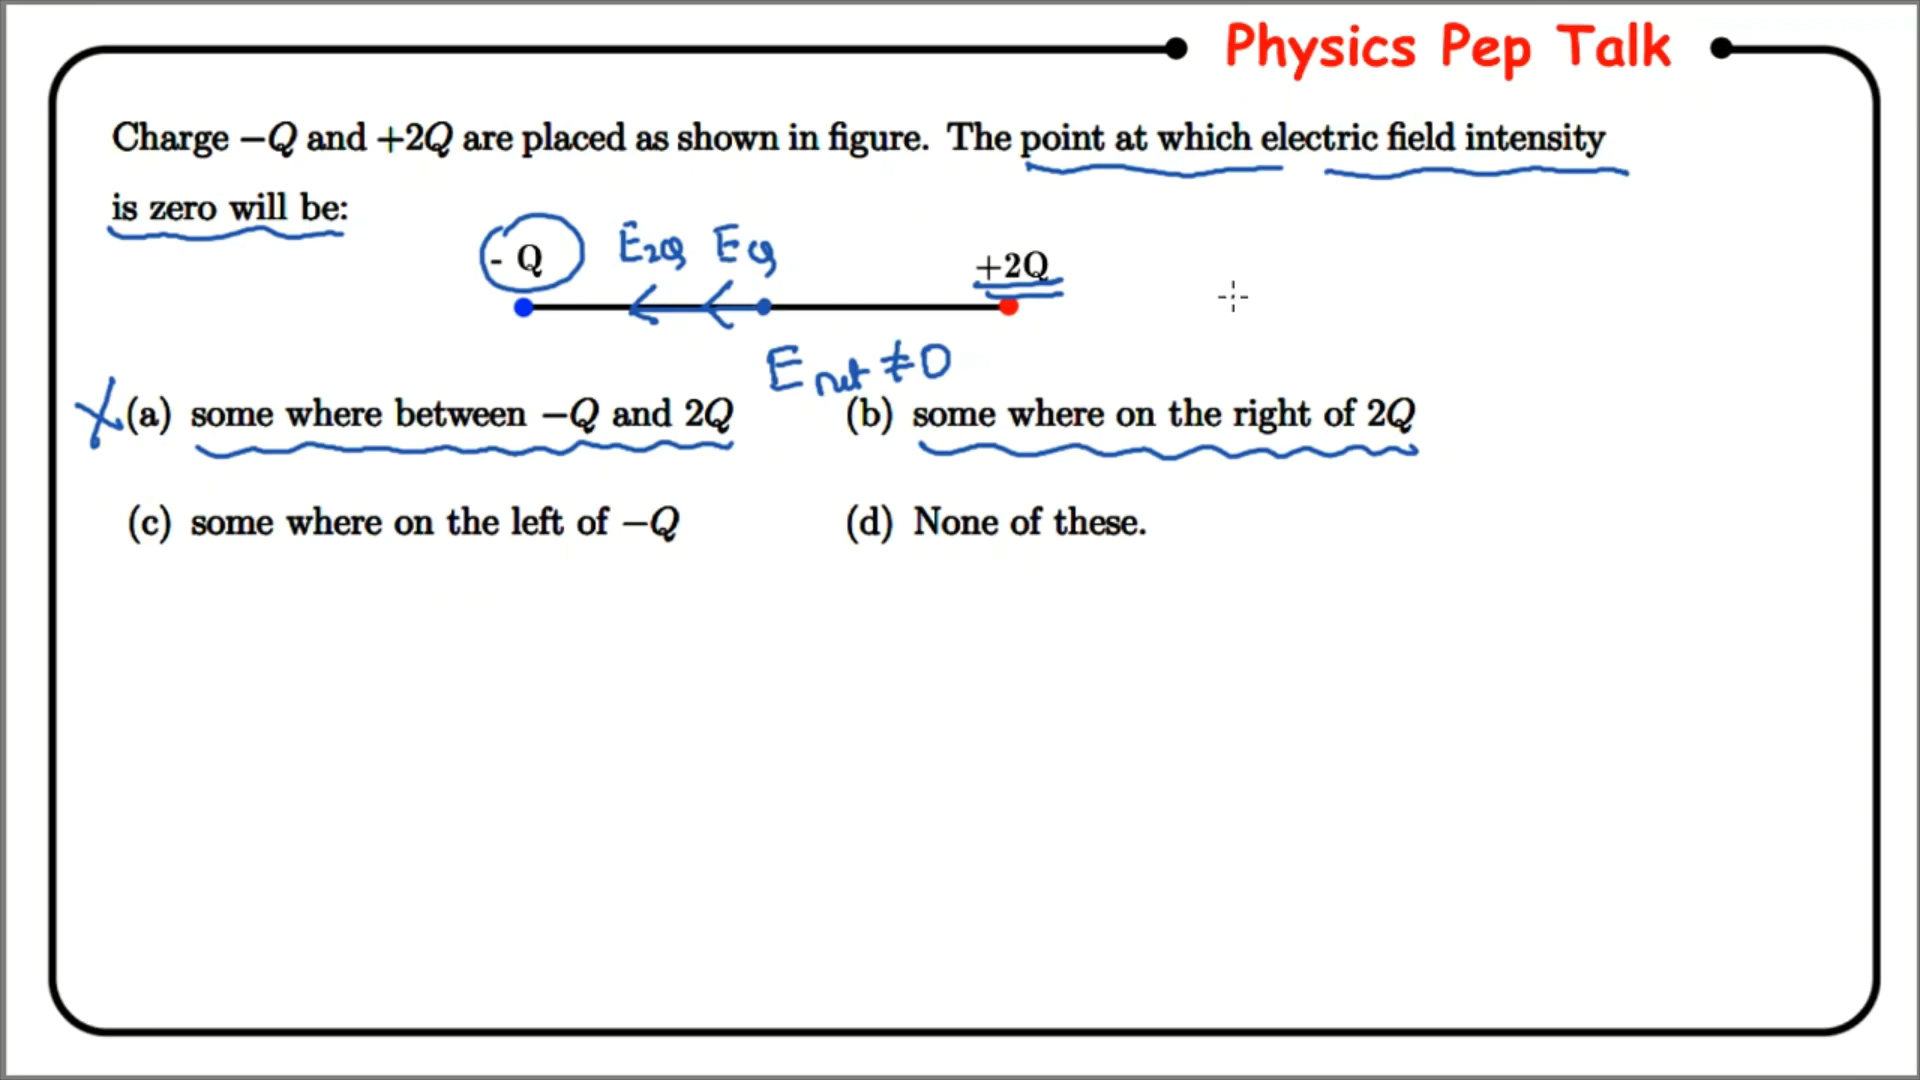 Physics Pep Talk
Charge −Q and +2Q are placed as shown in figure. The point at which electric field intensity
is zero will be:
- Q E2Q EQ +2Q
Enet ≠ 0
(a) some where between −Q and 2Q (b) some where on the right of 2Q
(c) some where on the left of −Q (d) None of these.